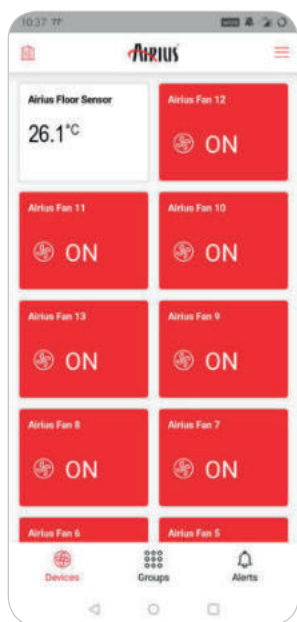 10:37
AIRIUS
Airius Floor Sensor
26.1°C
Airius Fan 12
ON
Airius Fan 11
ON
Airius Fan 10
ON
Airius Fan 13
ON
Airius Fan 9
ON
Airius Fan 8
ON
Airius Fan 7
ON
Airius Fan 6
Airius Fan 5
Devices
Groups
Alerts